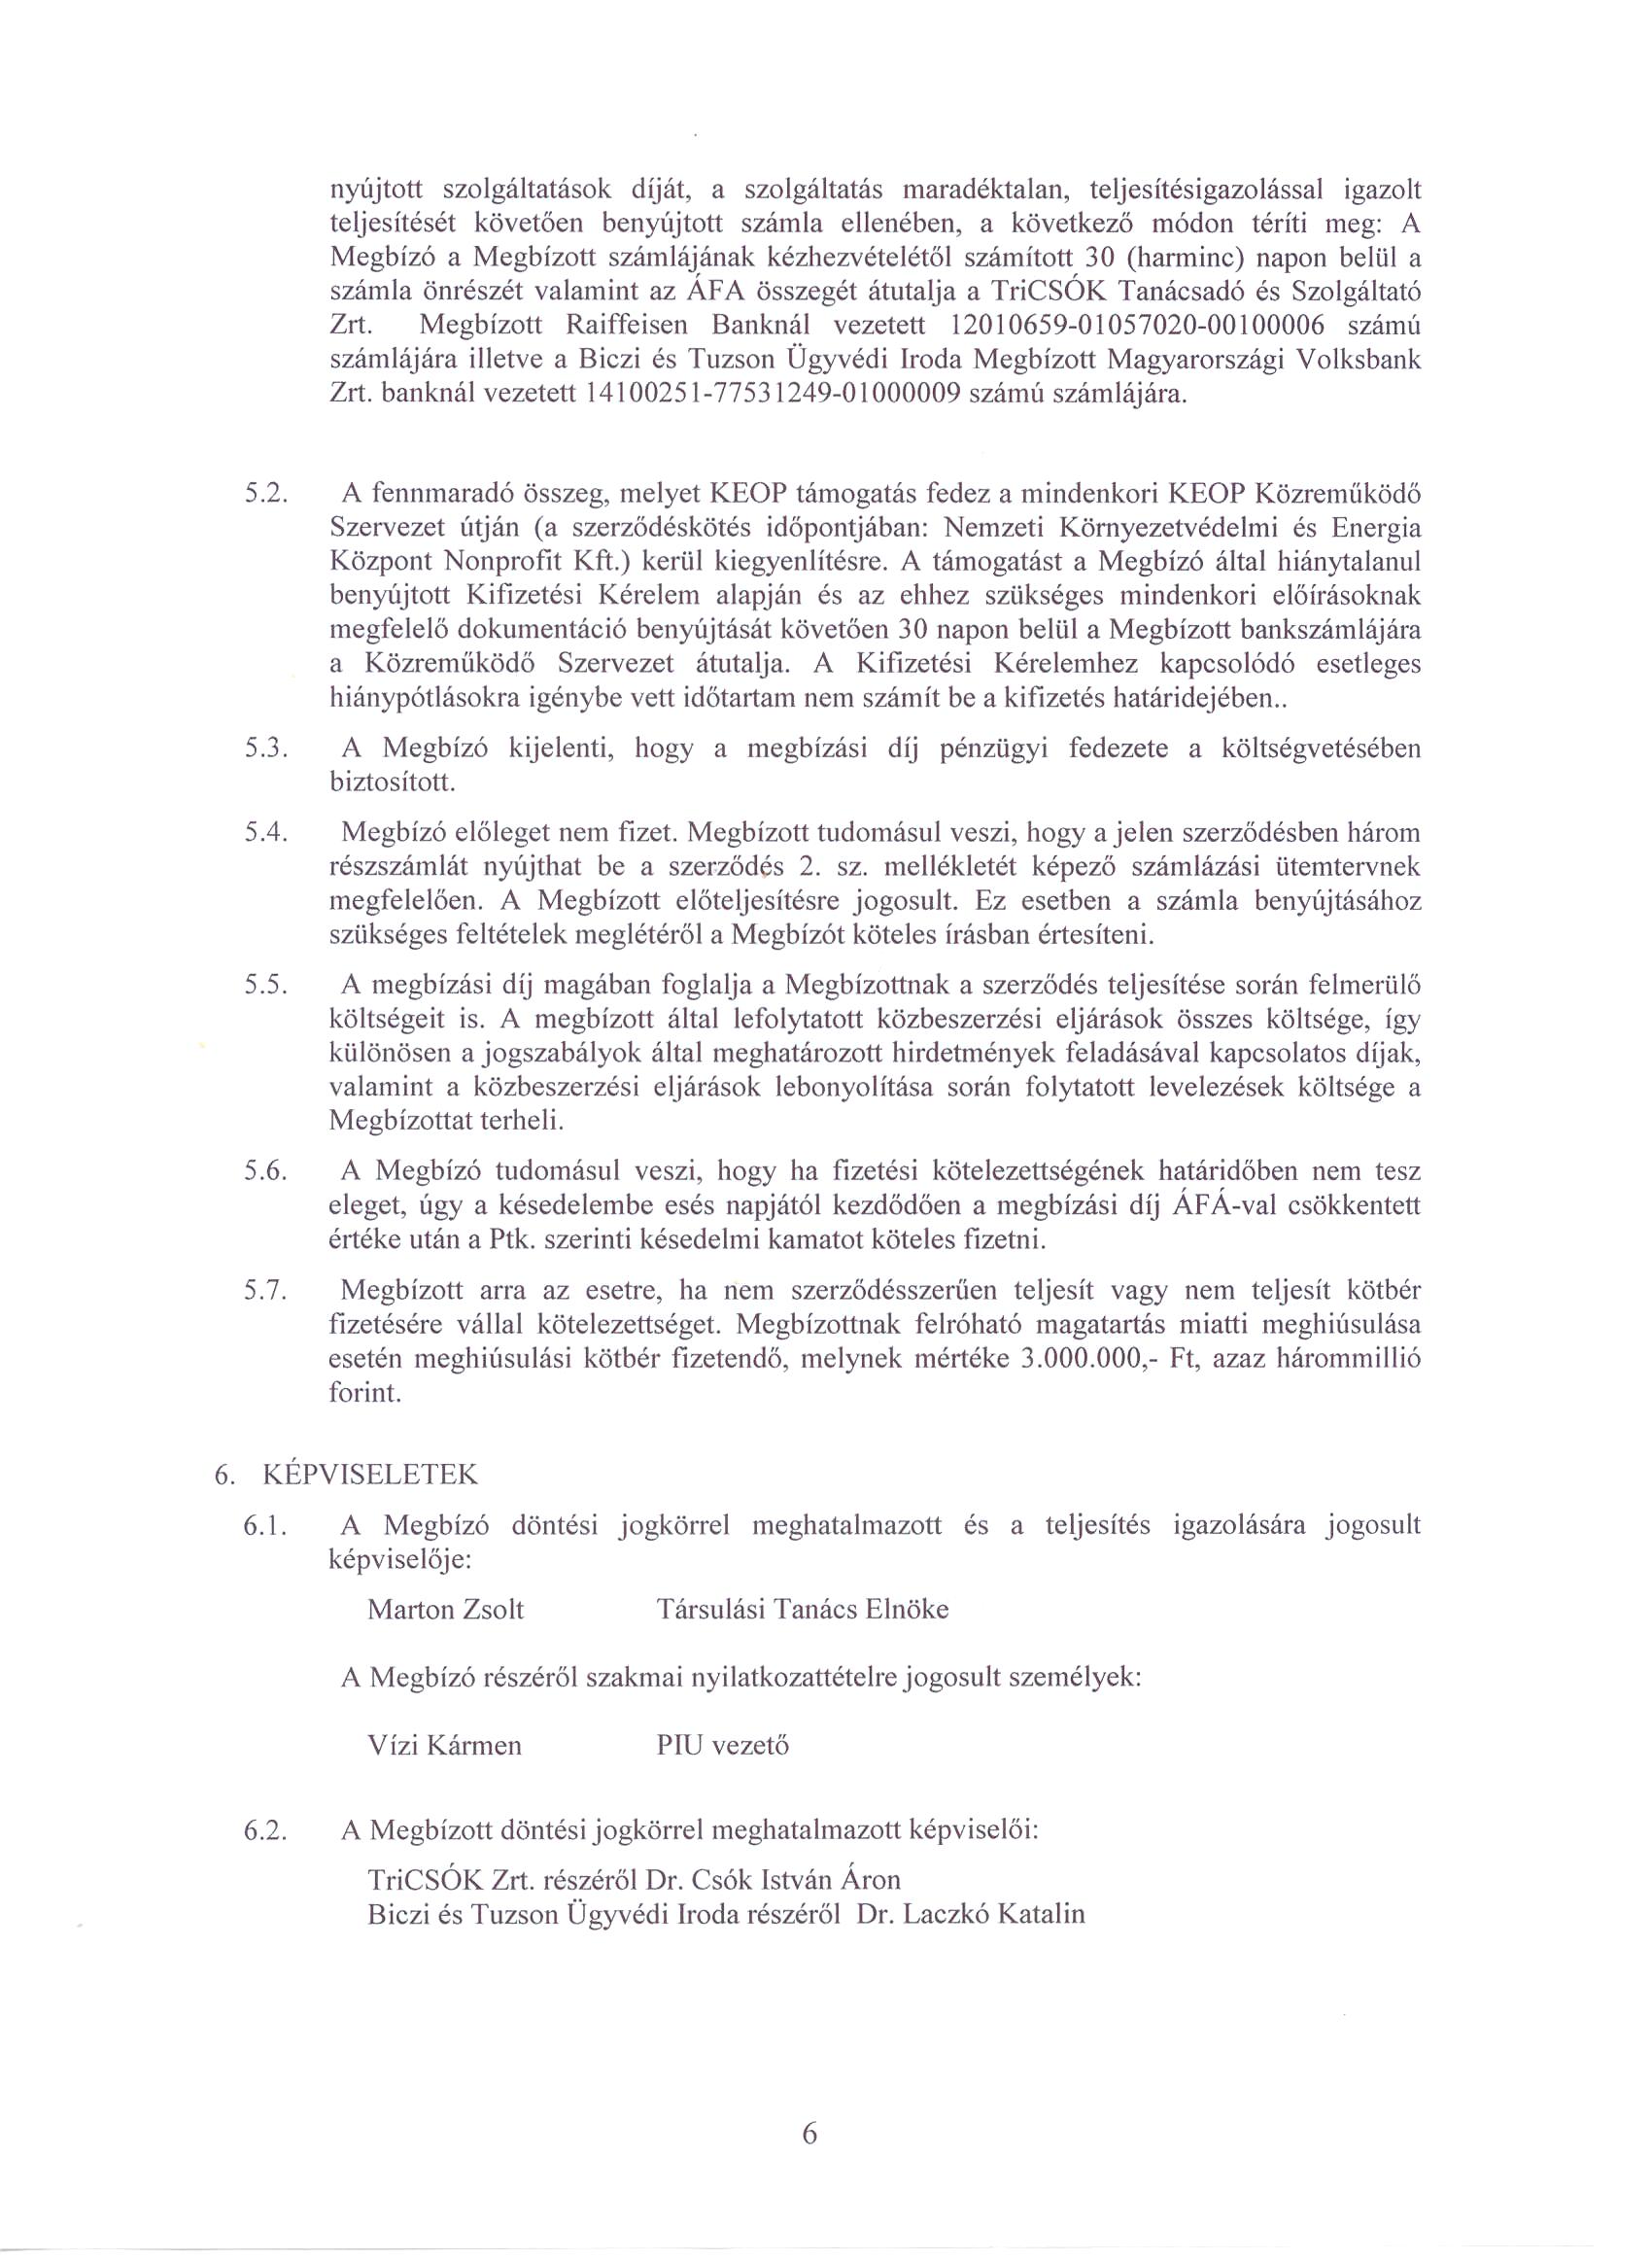 nyújtott szolgáltatások díját, a szolgáltatás maradéktalan, teljesítésigazolással igazolt
teljesítését követően benyújtott számla ellenében, a következő módon téríti meg: A
Megbízó a Megbízott számlájának kézhezvételétől számított 30 (harminc) napon belül a
számla önrészét valamint az ÁFA összegét átutalja a TriCSÓK Tanácsadó és Szolgáltató
Zrt. Megbízott Raiffeisen Banknál vezetett 12010659-01057020-00100006 számú
számlájára illetve a Biczi és Tuzson Ügyvédi Iroda Megbízott Magyarországi Volksbank
Zrt. banknál vezetett 14100251-77531249-01000009 számú számlájára.
5.2. A fennmaradó összeg, melyet KEOP támogatás fedez a mindenkori KEOP Közreműködő
Szervezet útján (a szerződéskötés időpontjában: Nemzeti Környezetvédelmi és Energia
Központ Nonprofit Kft.) kerül kiegyenlítésre. A támogatást a Megbízó által hiánytalanul
benyújtott Kifizetési Kérelem alapján és az ehhez szükséges mindenkori előírásoknak
megfelelő dokumentáció benyújtását követően 30 napon belül a Megbízott bankszámlájára
a Közreműködő Szervezet átutalja. A Kifizetési Kérelemhez kapcsolódó esetleges
hiánypótlásokra igénybe vett időtartam nem számít be a kifizetés határidejében..
5.3. A Megbízó kijelenti, hogy a megbízási díj pénzügyi fedezete a költségvetésében
biztosított.
5.4. Megbízó előleget nem fizet. Megbízott tudomásul veszi, hogy a jelen szerződésben három
részszámlát nyújthat be a szerződés 2. sz. mellékletét képező számlázási ütemtervnek
megfelelően. A Megbízott előteljesítésre jogosult. Ez esetben a számla benyújtásához
szükséges feltételek meglétéről a Megbízót köteles írásban értesíteni.
5.5. A megbízási díj magában foglalja a Megbízottnak a szerződés teljesítése során felmerülő
költségeit is. A megbízott által lefolytatott közbeszerzési eljárások összes költsége, így
különösen a jogszabályok által meghatározott hirdetmények feladásával kapcsolatos díjak,
valamint a közbeszerzési eljárások lebonyolítása során folytatott levelezések költsége a
Megbízottat terheli.
5.6. A Megbízó tudomásul veszi, hogy ha fizetési kötelezettségének határidőben nem tesz
eleget, úgy a késedelembe esés napjától kezdődően a megbízási díj ÁFÁ-val csökkentett
értéke után a Ptk. szerinti késedelmi kamatot köteles fizetni.
5.7. Megbízott arra az esetre, ha nem szerződésszerűen teljesít vagy nem teljesít kötbér
fizetésére vállal kötelezettséget. Megbízottnak felróható magatartás miatti meghiúsulása
esetén meghiúsulási kötbér fizetendő, melynek mértéke 3.000.000,- Ft, azaz hárommillió
forint.
6. KÉPVISELETEK
6.1. A Megbízó döntési jogkörrel meghatalmazott és a teljesítés igazolására jogosult
képviselője:
Marton Zsolt Társulási Tanács Elnöke
A Megbízó részéről szakmai nyilatkozattételre jogosult személyek:
Vízi Kármen PIU vezető
6.2. A Megbízott döntési jogkörrel meghatalmazott képviselői:
TriCSÓK Zrt. részéről Dr. Csók István Áron
Biczi és Tuzson Ügyvédi Iroda részéről Dr. Laczkó Katalin
6